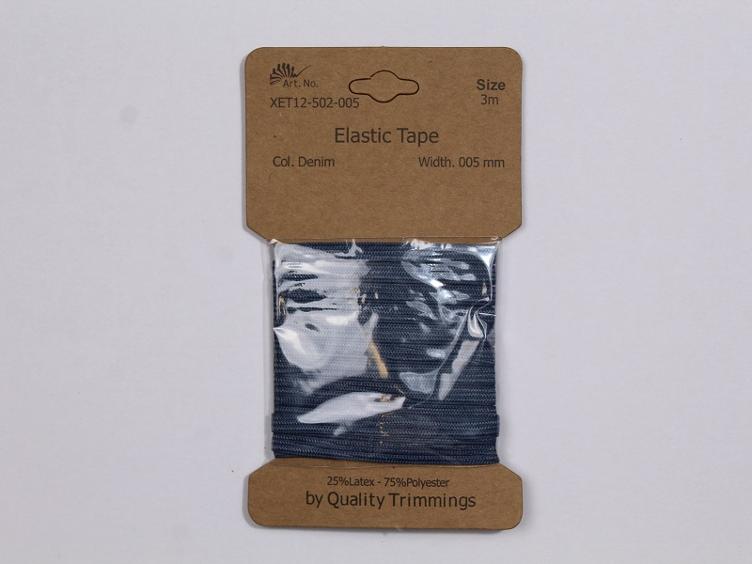 Art. No.
XET12-502-005
Size
3m
Elastic Tape
Col. Denim Width. 005 mm
25%Latex - 75%Polyester
by Quality Trimmings